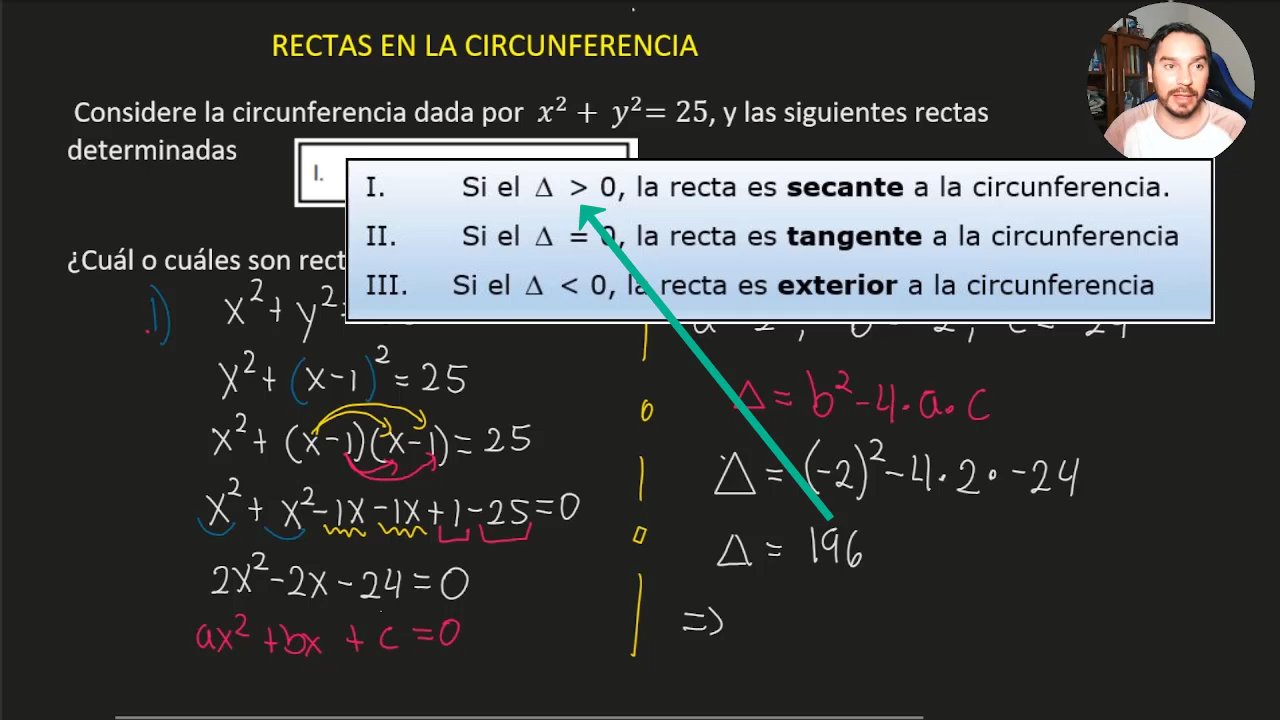 RECTAS EN LA CIRCUNFERENCIA
Considere la circunferencia dada por x² + y² = 25, y las siguientes rectas
determinadas
I.
I. Si el Δ > 0, la recta es secante a la circunferencia.
II. Si el Δ = 0, la recta es tangente a la circunferencia
III. Si el Δ < 0, la recta es exterior a la circunferencia
¿Cuál o cuáles son rect
1)
x² + y² =
x² + (x-1)² = 25
x² + (x-1)(x-1) = 25
x² + x² -1x -1x +1 -25 = 0
2x² -2x -24 = 0
ax² +bx + c = 0
Δ = b² -4·a·c
Δ = (-2)² -4·2·-24
Δ = 196
=>